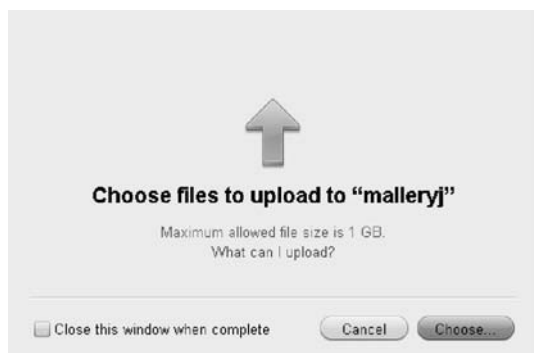 Choose files to upload to “malleryj”
Maximum allowed file size is 1 GB.
What can I upload?
Close this window when complete
Cancel
Choose...